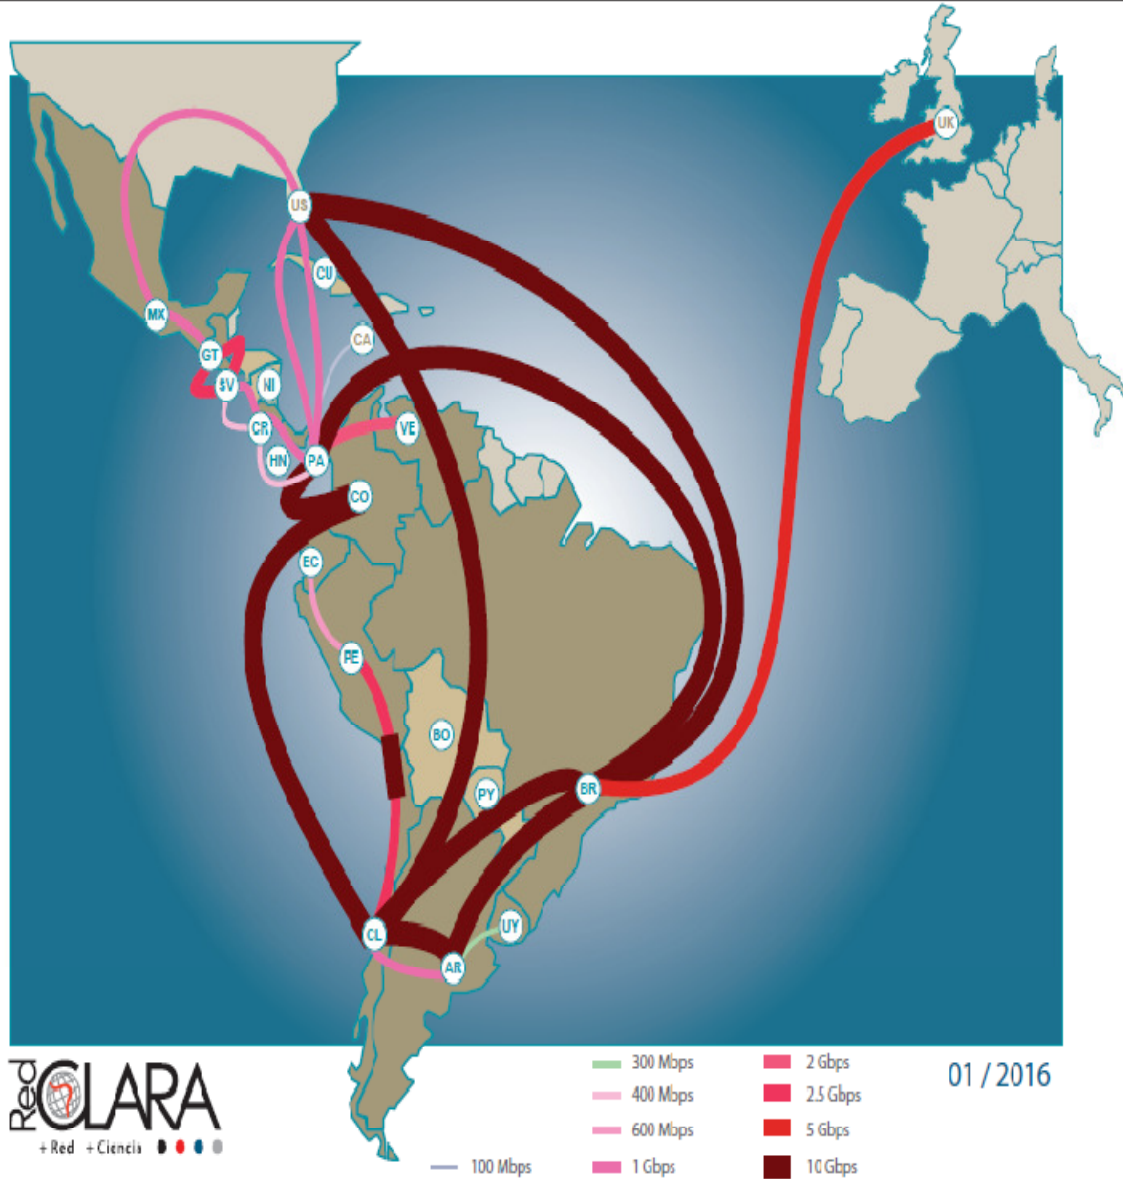 UK
US
CU
MX
CA
GT
SV
NI
CR
VE
HN
PA
CO
EC
PE
BO
PY
BR
UY
CL
AR
Red
CLARA
+Red +Ciencia
100 Mbps
300 Mbps
400 Mbps
600 Mbps
1 Gbps
2 Gbps
2.5 Gbps
5 Gbps
10 Gbps
01 / 2016